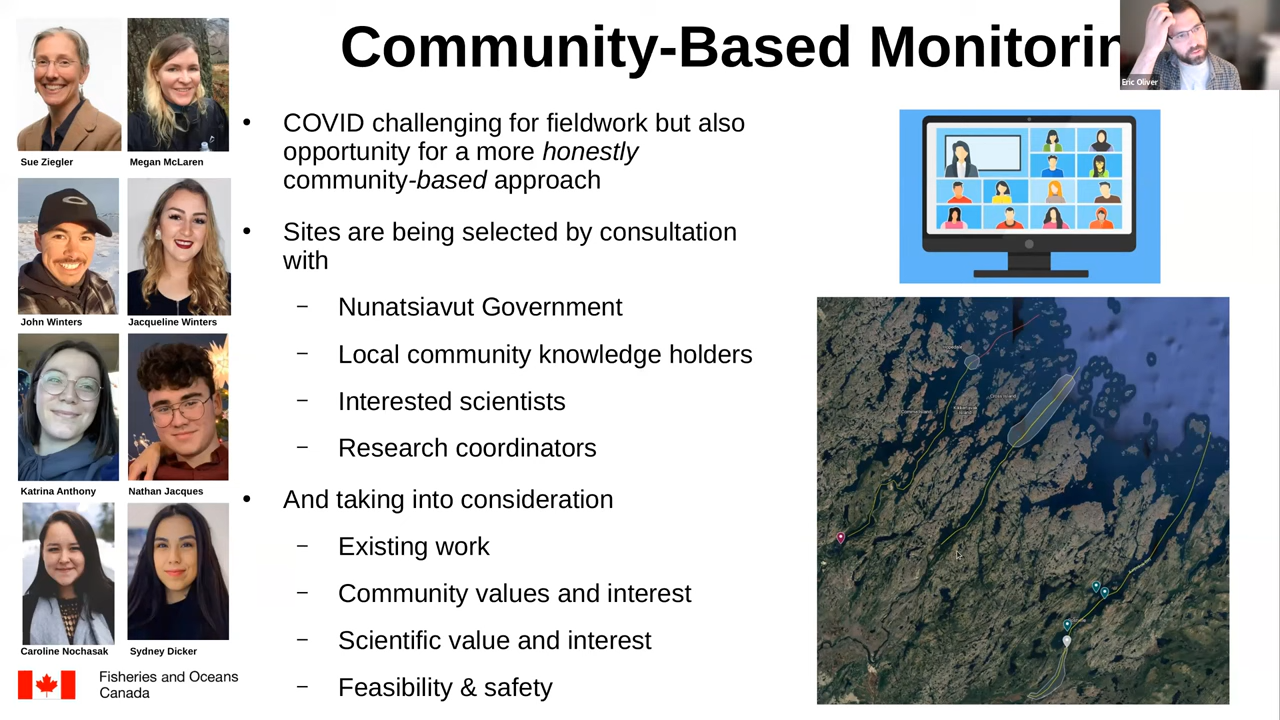 Community-Based Monitorin
Eric Oliver
Sue Ziegler
Megan McLaren
John Winters
Jacqueline Winters
Katrina Anthony
Nathan Jacques
Caroline Nochasak
Sydney Dicker
Fisheries and Oceans
Canada
• COVID challenging for fieldwork but also
opportunity for a more honestly
community-based approach
• Sites are being selected by consultation
with
– Nunatsiavut Government
– Local community knowledge holders
– Interested scientists
– Research coordinators
• And taking into consideration
– Existing work
– Community values and interest
– Scientific value and interest
– Feasibility & safety